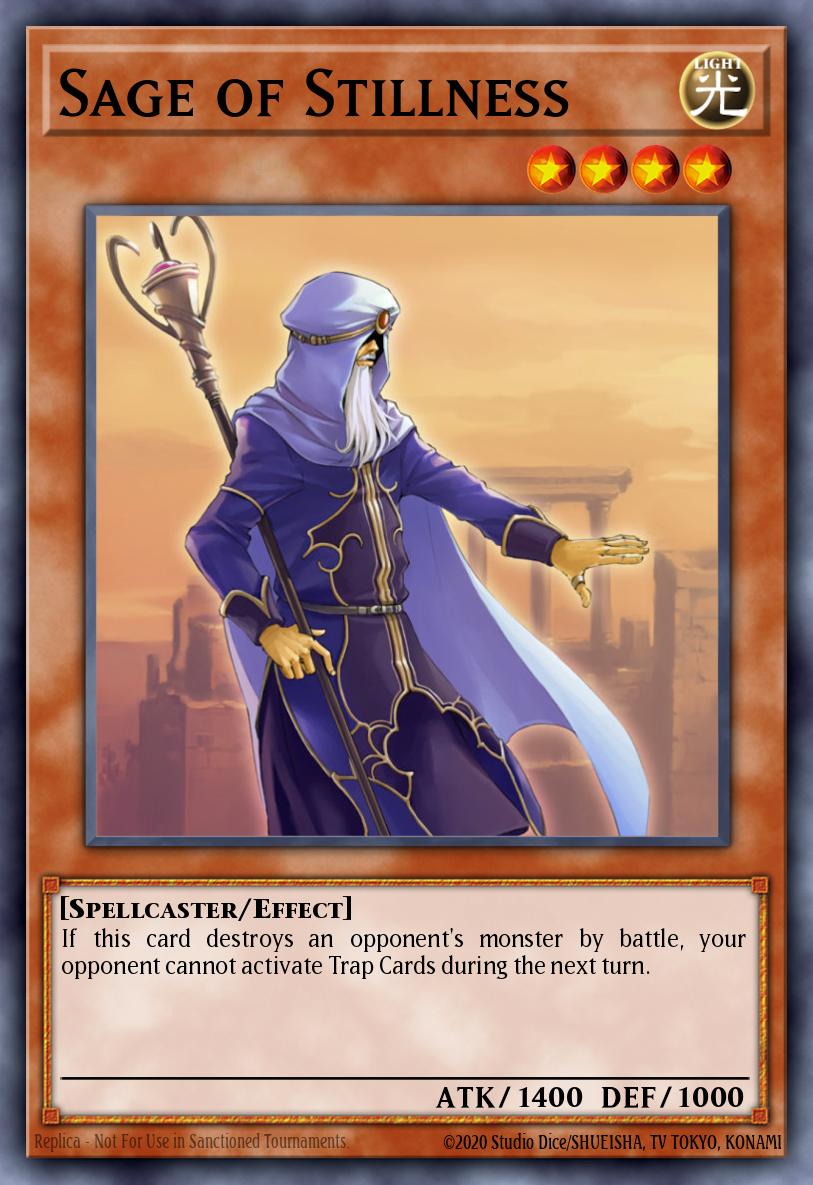 Sage of Stillness
LIGHT
光
[Spellcaster/Effect]
If this card destroys an opponent's monster by battle, your
opponent cannot activate Trap Cards during the next turn.
ATK/1400 DEF/1000
Replica - Not For Use in Sanctioned Tournaments.
©2020 Studio Dice/SHUEISHA, TV TOKYO, KONAMI